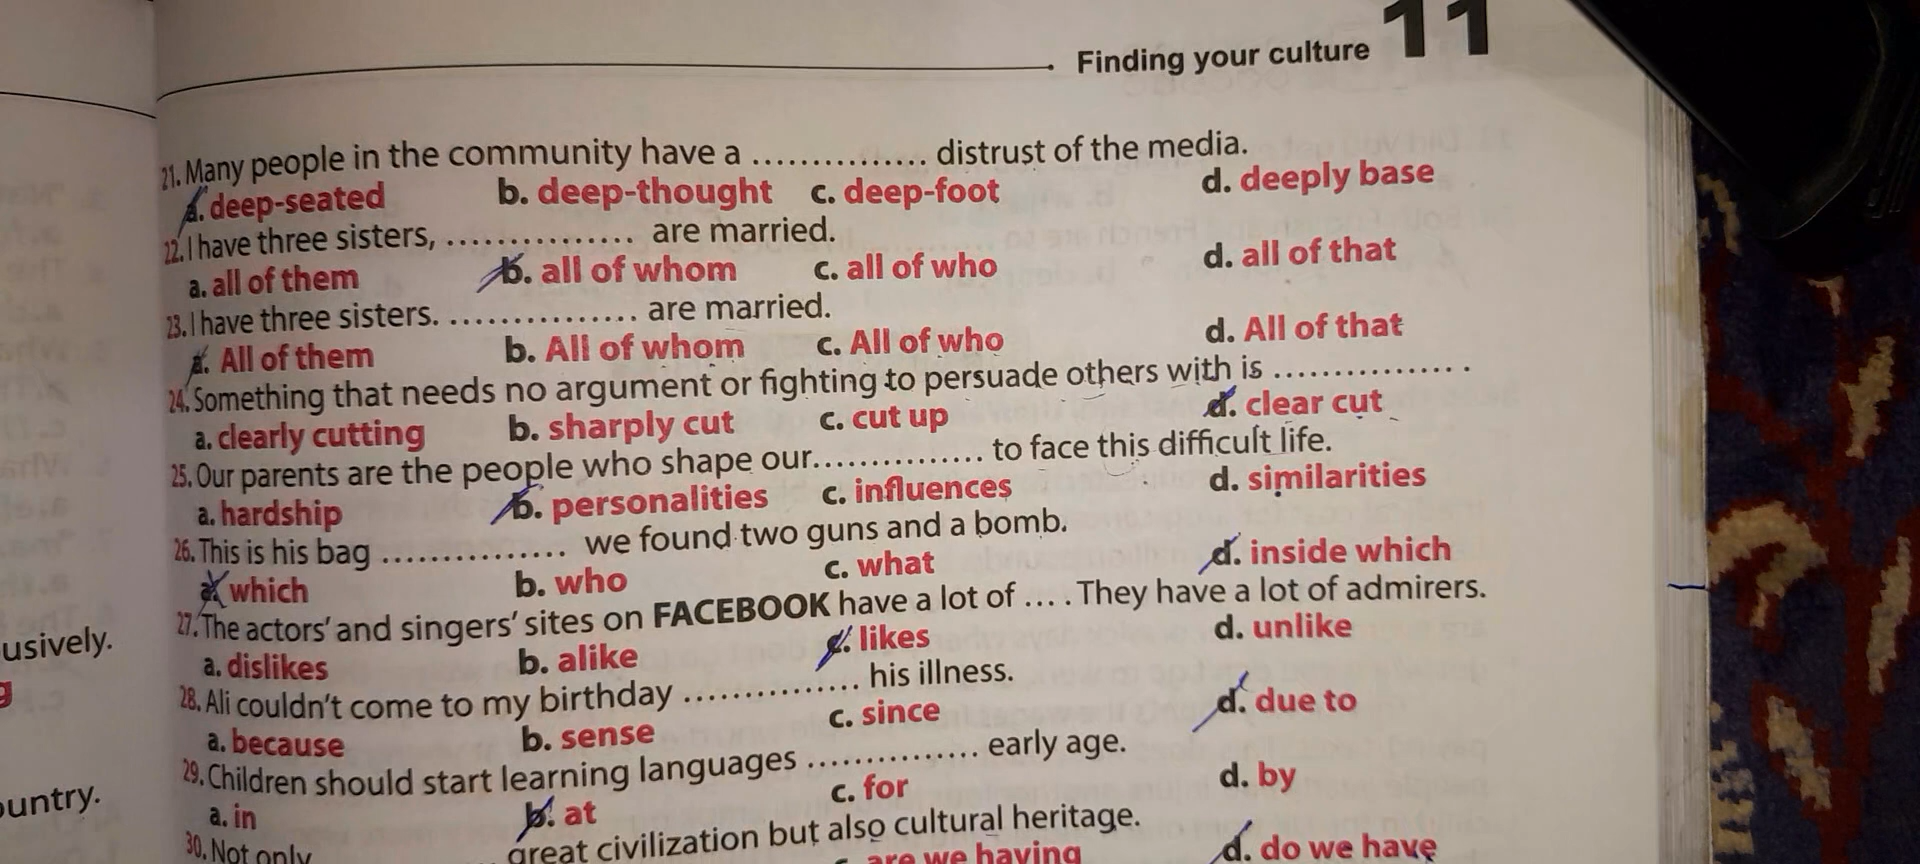 Finding your culture 11
21. Many people in the community have a ............... distrust of the media.
a. deep-seated b. deep-thought c. deep-foot d. deeply base
22. I have three sisters, ............... are married.
a. all of them b. all of whom c. all of who d. all of that
23. I have three sisters. ............... are married.
a. All of them b. All of whom c. All of who d. All of that
24. Something that needs no argument or fighting to persuade others with is ............... .
a. clearly cutting b. sharply cut c. cut up d. clear cut
25. Our parents are the people who shape our............... to face this difficult life.
a. hardship b. personalities c. influences d. similarities
26. This is his bag ............... we found two guns and a bomb.
a. which b. who c. what d. inside which
27. The actors' and singers' sites on FACEBOOK have a lot of .... They have a lot of admirers.
a. dislikes b. alike c. likes d. unlike
28. Ali couldn't come to my birthday ............... his illness.
a. because b. sense c. since d. due to
29. Children should start learning languages ............... early age.
a. in b. at c. for d. by
30. Not only great civilization but also cultural heritage.
are we having d. do we have
usively.
ountry.